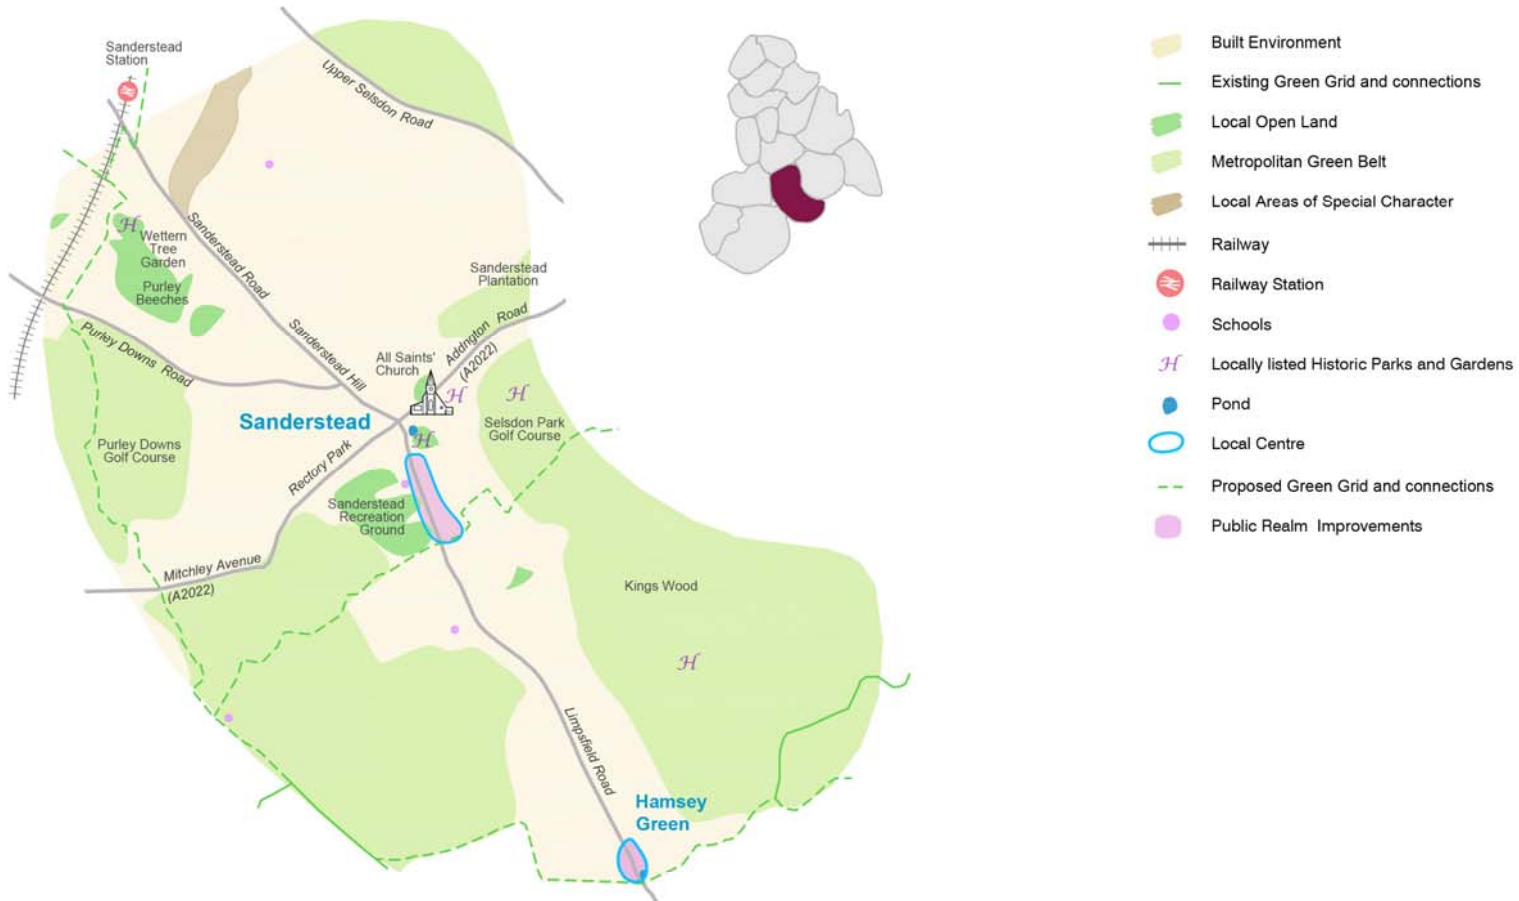 Sanderstead
Station
Upper Selsdon Road
H
Wettern
Tree
Garden
Purley
Beeches
Sanderstead Road
Sanderstead
Plantation
Purley Downs Road
Sanderstead Hill
Addngton Road
(A2022)
All Saints'
Church
H
H
Sanderstead
Selsdon Park
Golf Course
H
Purley Downs
Golf Course
Rectory Park
Sanderstead
Recreation
Ground
Mitchley Avenue
(A2022)
Kings Wood
H
Limpsfield Road
Hamsey
Green
Built Environment
Existing Green Grid and connections
Local Open Land
Metropolitan Green Belt
Local Areas of Special Character
Railway
Railway Station
Schools
H Locally listed Historic Parks and Gardens
Pond
Local Centre
Proposed Green Grid and connections
Public Realm Improvements